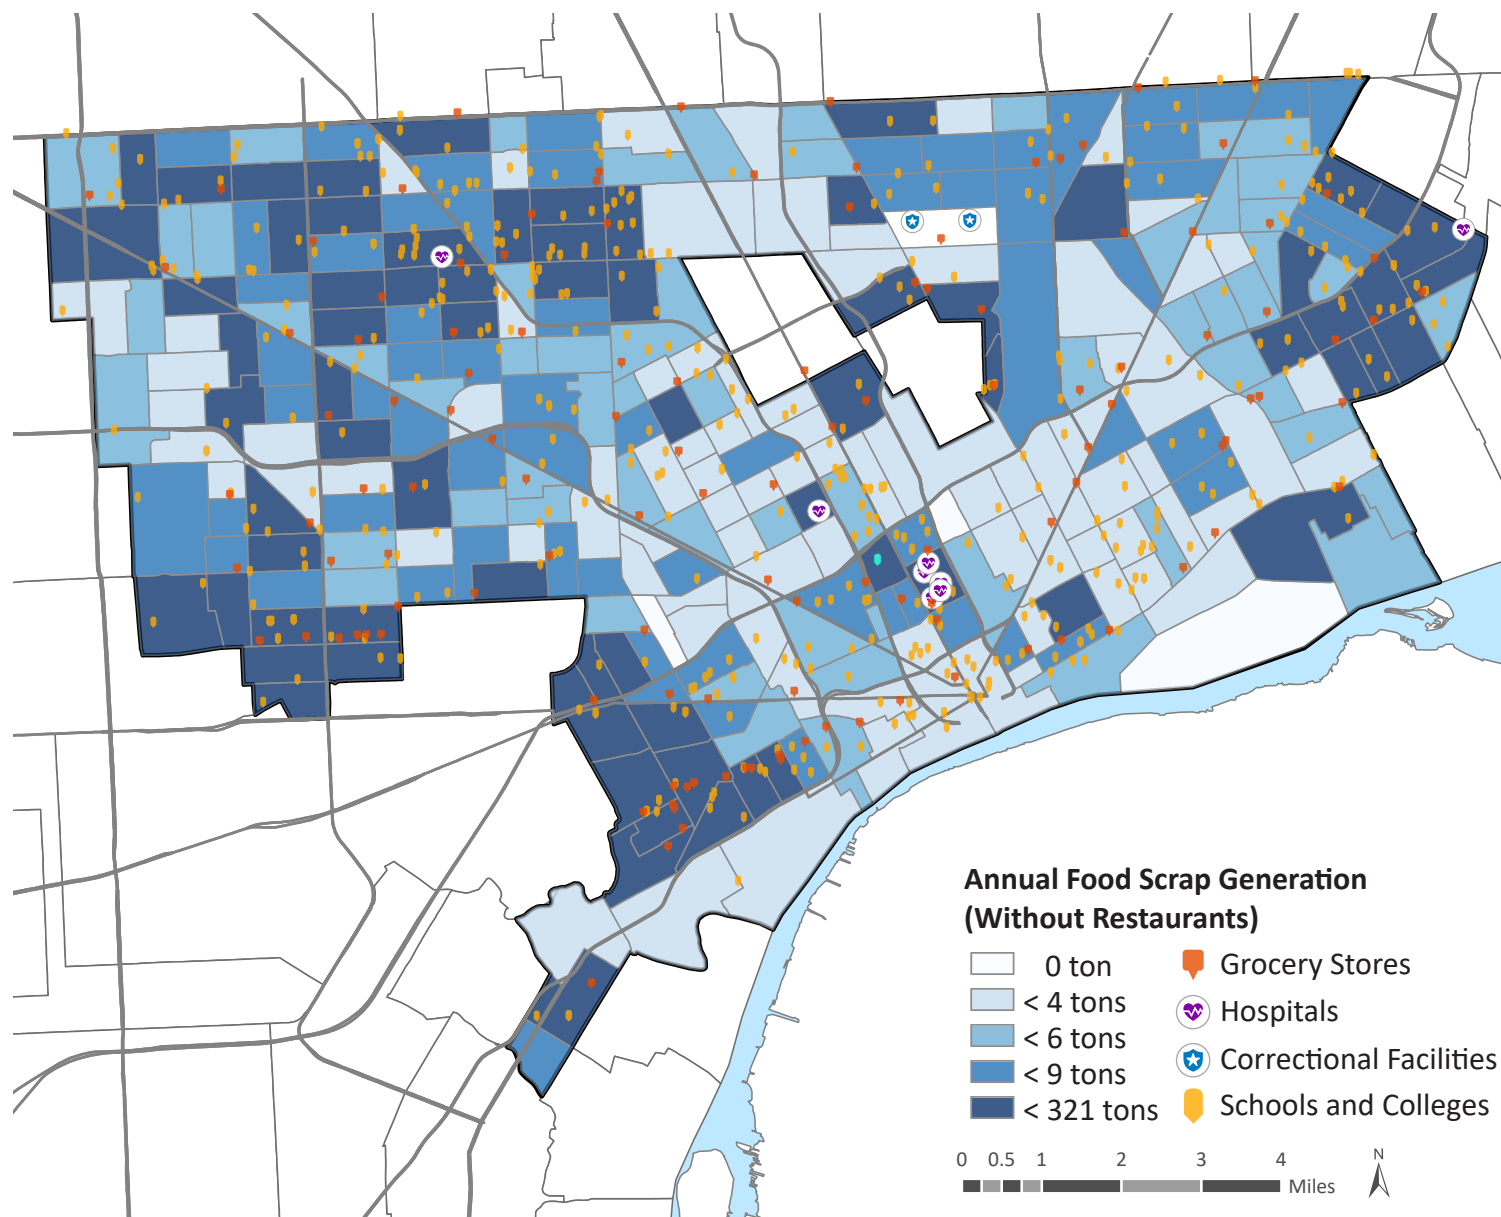 Annual Food Scrap Generation
(Without Restaurants)
0 ton
< 4 tons
< 6 tons
< 9 tons
< 321 tons
Grocery Stores
Hospitals
Correctional Facilities
Schools and Colleges
0 0.5 1 2 3 4
Miles
N